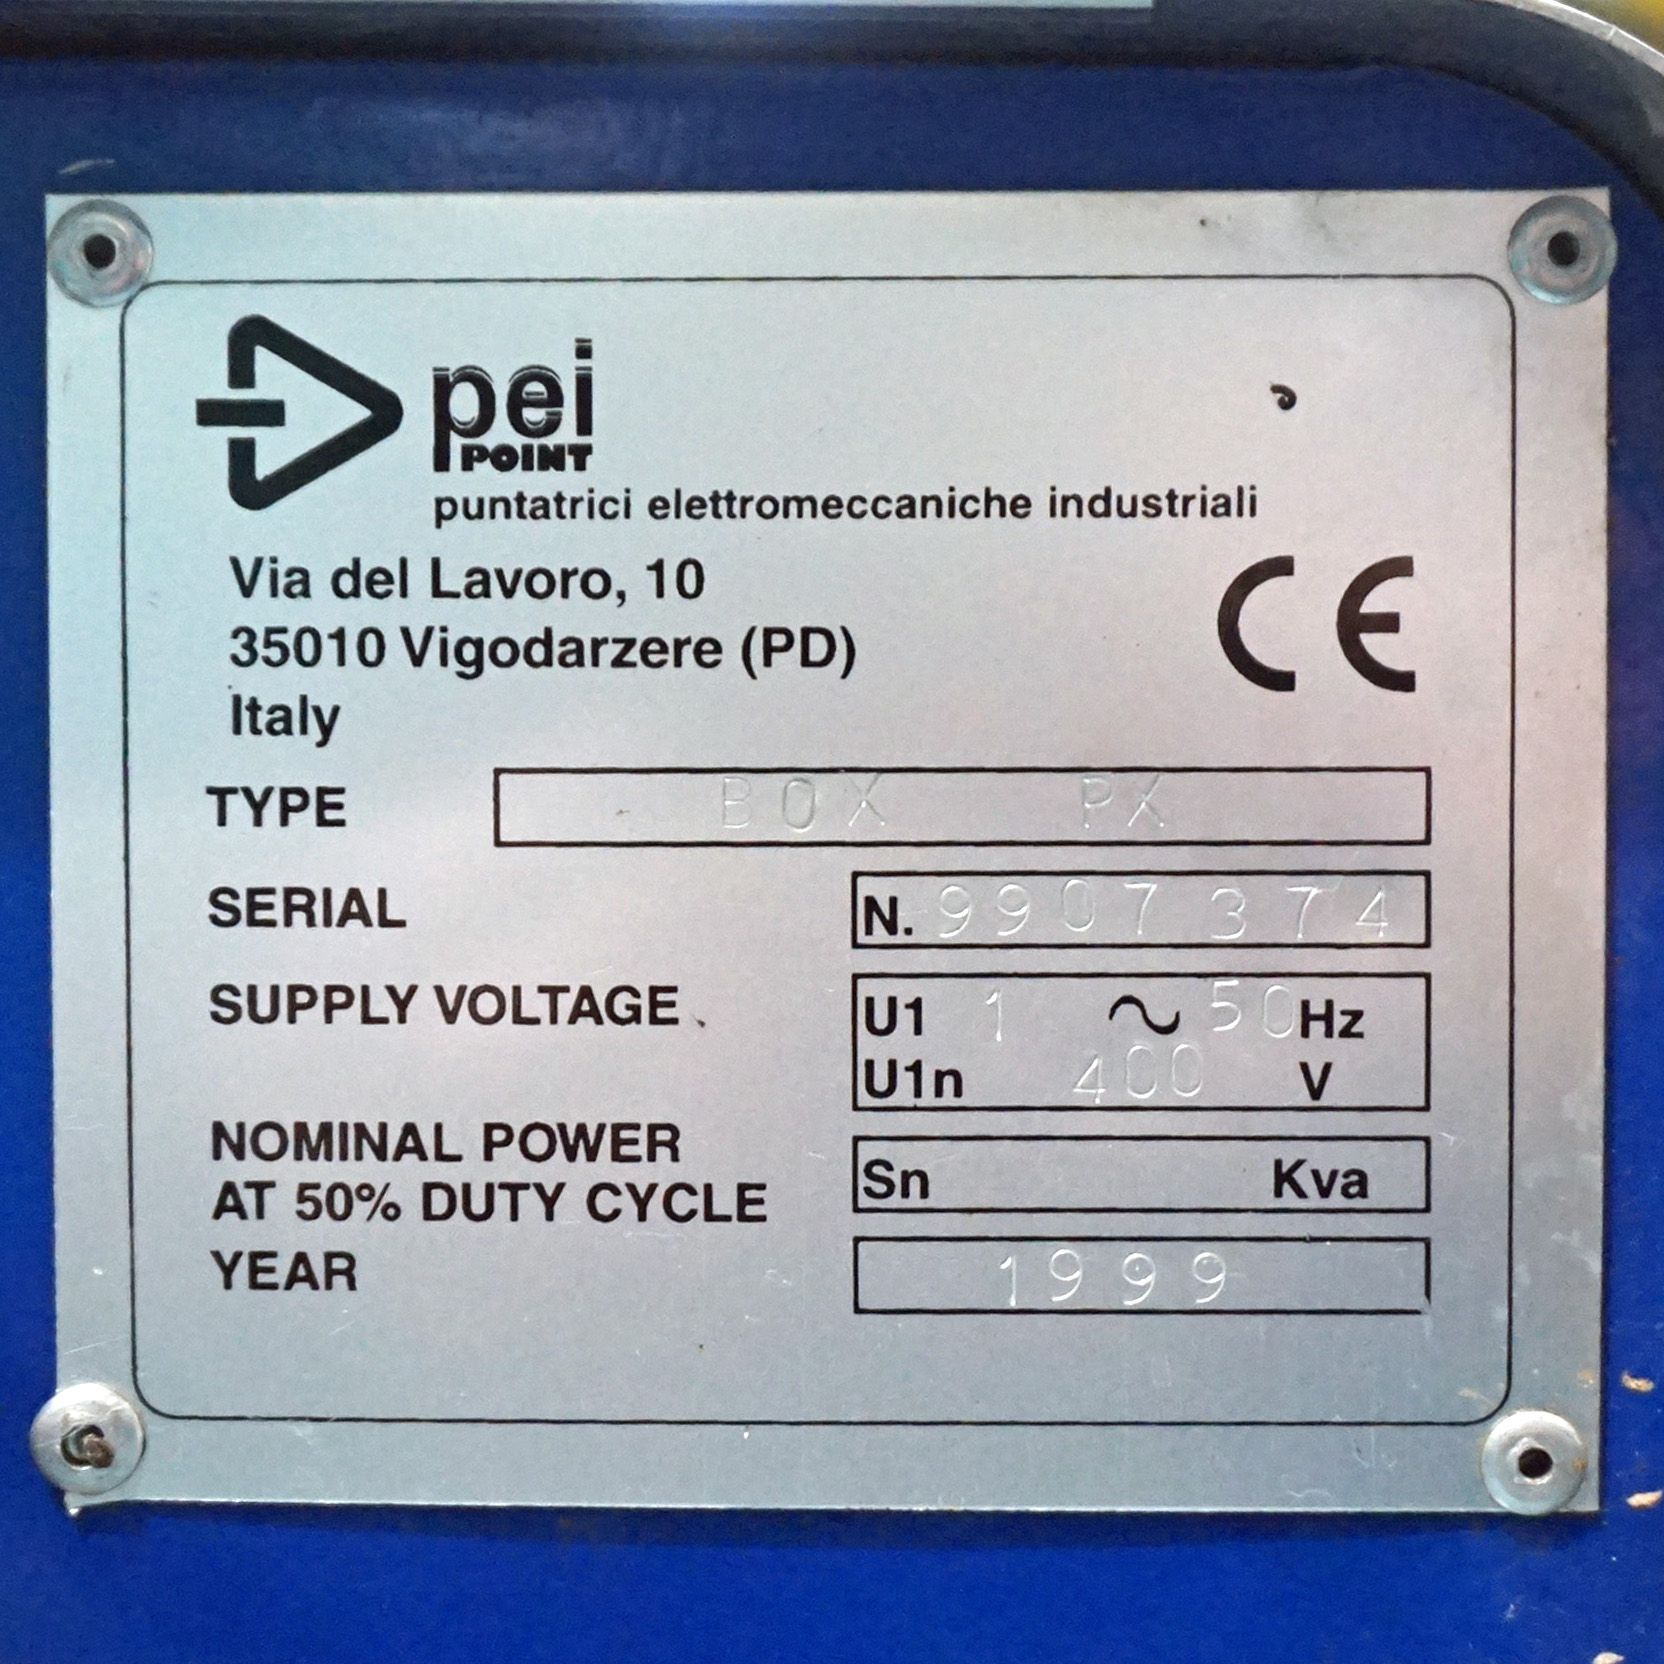 pei
POINT
puntatrici elettromeccaniche industriali
Via del Lavoro, 10
35010 Vigodarzere (PD)
Italy
CE
TYPE BOX PX
SERIAL N. 9907374
SUPPLY VOLTAGE U1 1 ~ 50 Hz
U1n 400 V
NOMINAL POWER
AT 50% DUTY CYCLE Sn Kva
YEAR 1999